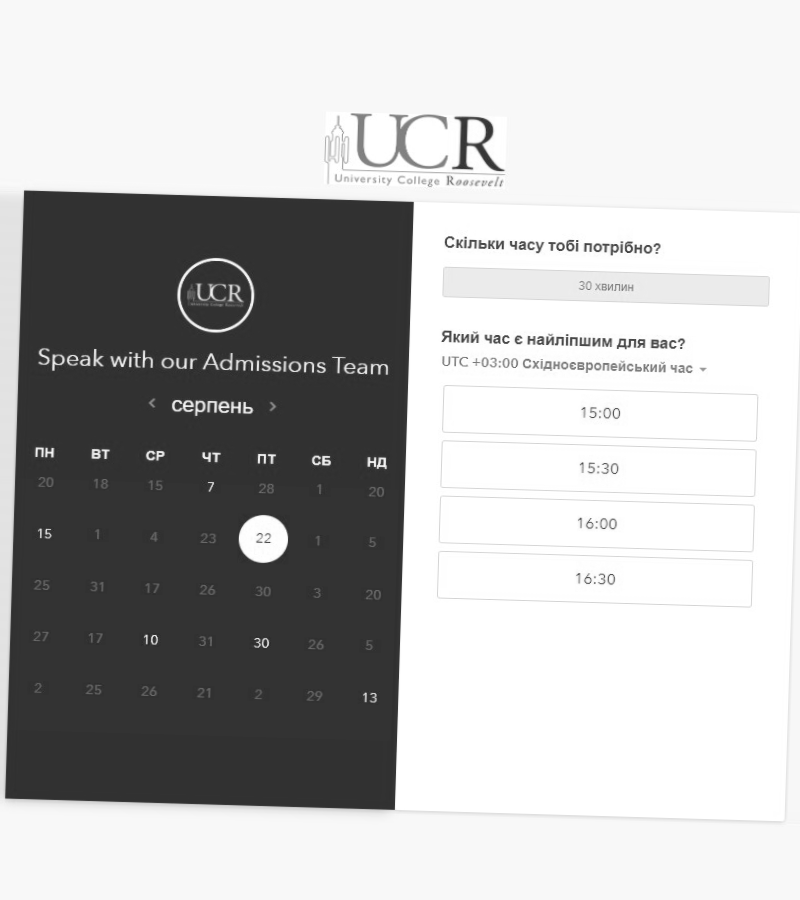 UCR
University College Roosevelt
UCR
University College Roosevelt
Speak with our Admissions Team
серпень
ПН ВТ СР ЧТ ПТ СБ НД
20 18 15 7 28 1 20
15 1 4 23 22 1 5
25 31 17 26 30 3 20
27 17 10 31 30 26 5
2 25 26 21 2 29 13
Скільки часу тобі потрібно?
30 хвилин
Який час є найліпшим для вас?
UTC +03:00 Східноєвропейський час
15:00
15:30
16:00
16:30